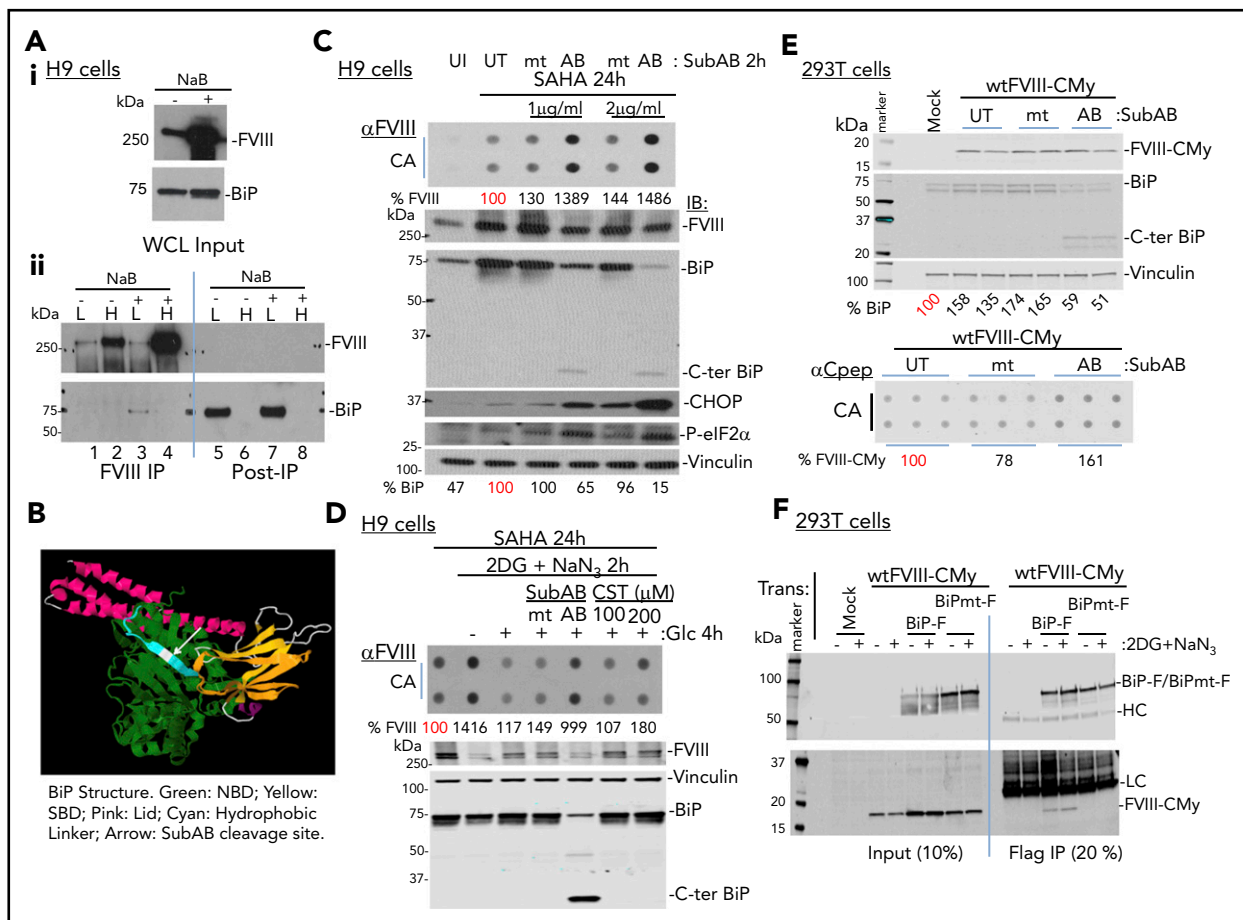 A
i H9 cells
NaB
kDa - +
250 -FVIII
75 -BiP
WCL Input
ii
NaB NaB
- - + + - - + +
kDa L H L H L H L H
250- -FVIII
75- -BiP
50-
1 2 3 4 5 6 7 8
FVIII IP Post-IP
B
BiP Structure. Green: NBD; Yellow:
SBD; Pink: Lid; Cyan: Hydrophobic
Linker; Arrow: SubAB cleavage site.
C
H9 cells
UI UT mt AB mt AB : SubAB 2h
SAHA 24h
1µg/ml 2µg/ml
αFVIII
CA
% FVIII 100 130 1389 144 1486
IB:
kDa
250- -FVIII
75- -BiP
50-
37-
-C-ter BiP
37- -CHOP
-P-eIF2α
25-
100- -Vinculin
% BiP 47 100 100 65 96 15
D
H9 cells
SAHA 24h
2DG + NaN3 2h
SubAB CST (µM)
mt AB 100 200
- + + + + + :Glc 4h
αFVIII
CA
% FVIII 100 1416 117 149 999 107 180
kDa
250- -FVIII
100- -Vinculin
75- -BiP
50-
37-
-C-ter BiP
E
293T cells
wtFVIII-CMy
kDa marker Mock UT mt AB :SubAB
20
15 -FVIII-CMy
75 -BiP
50
37
-C-ter BiP
20
100 -Vinculin
% BiP 100 158 135 174 165 59 51
wtFVIII-CMy
αCpep UT mt AB :SubAB
CA
% FVIII-CMy 100 78 161
F
293T cells
Trans: wtFVIII-CMy wtFVIII-CMy
marker Mock BiP-F BiPmt-F BiP-F BiPmt-F
kDa - + - + - + - + - + - + - + :2DG+NaN3
100 -BiP-F/BiPmt-F
50 -HC
37
-LC
20 -FVIII-CMy
15
Input (10%) Flag IP (20 %)